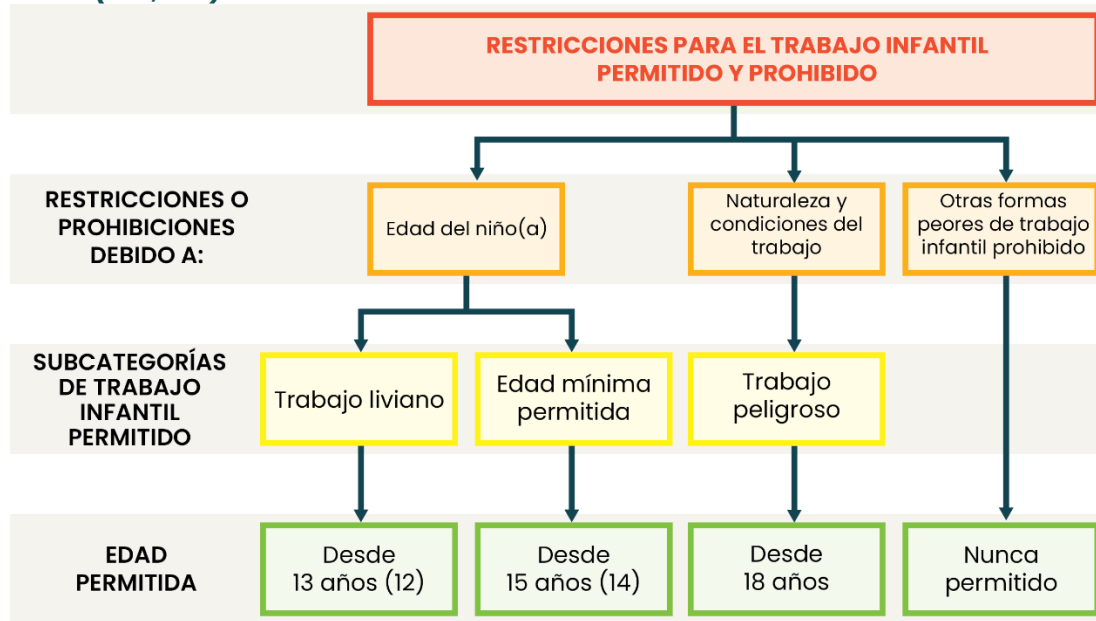 RESTRICCIONES PARA EL TRABAJO INFANTIL
PERMITIDO Y PROHIBIDO
RESTRICCIONES O
PROHIBICIONES
DEBIDO A:
Edad del niño(a)
Naturaleza y
condiciones del
trabajo
Otras formas
peores de trabajo
infantil prohibido
SUBCATEGORÍAS
DE TRABAJO
INFANTIL
PERMITIDO
Trabajo liviano
Edad mínima
permitida
Trabajo
peligroso
EDAD
PERMITIDA
Desde
13 años (12)
Desde
15 años (14)
Desde
18 años
Nunca
permitido